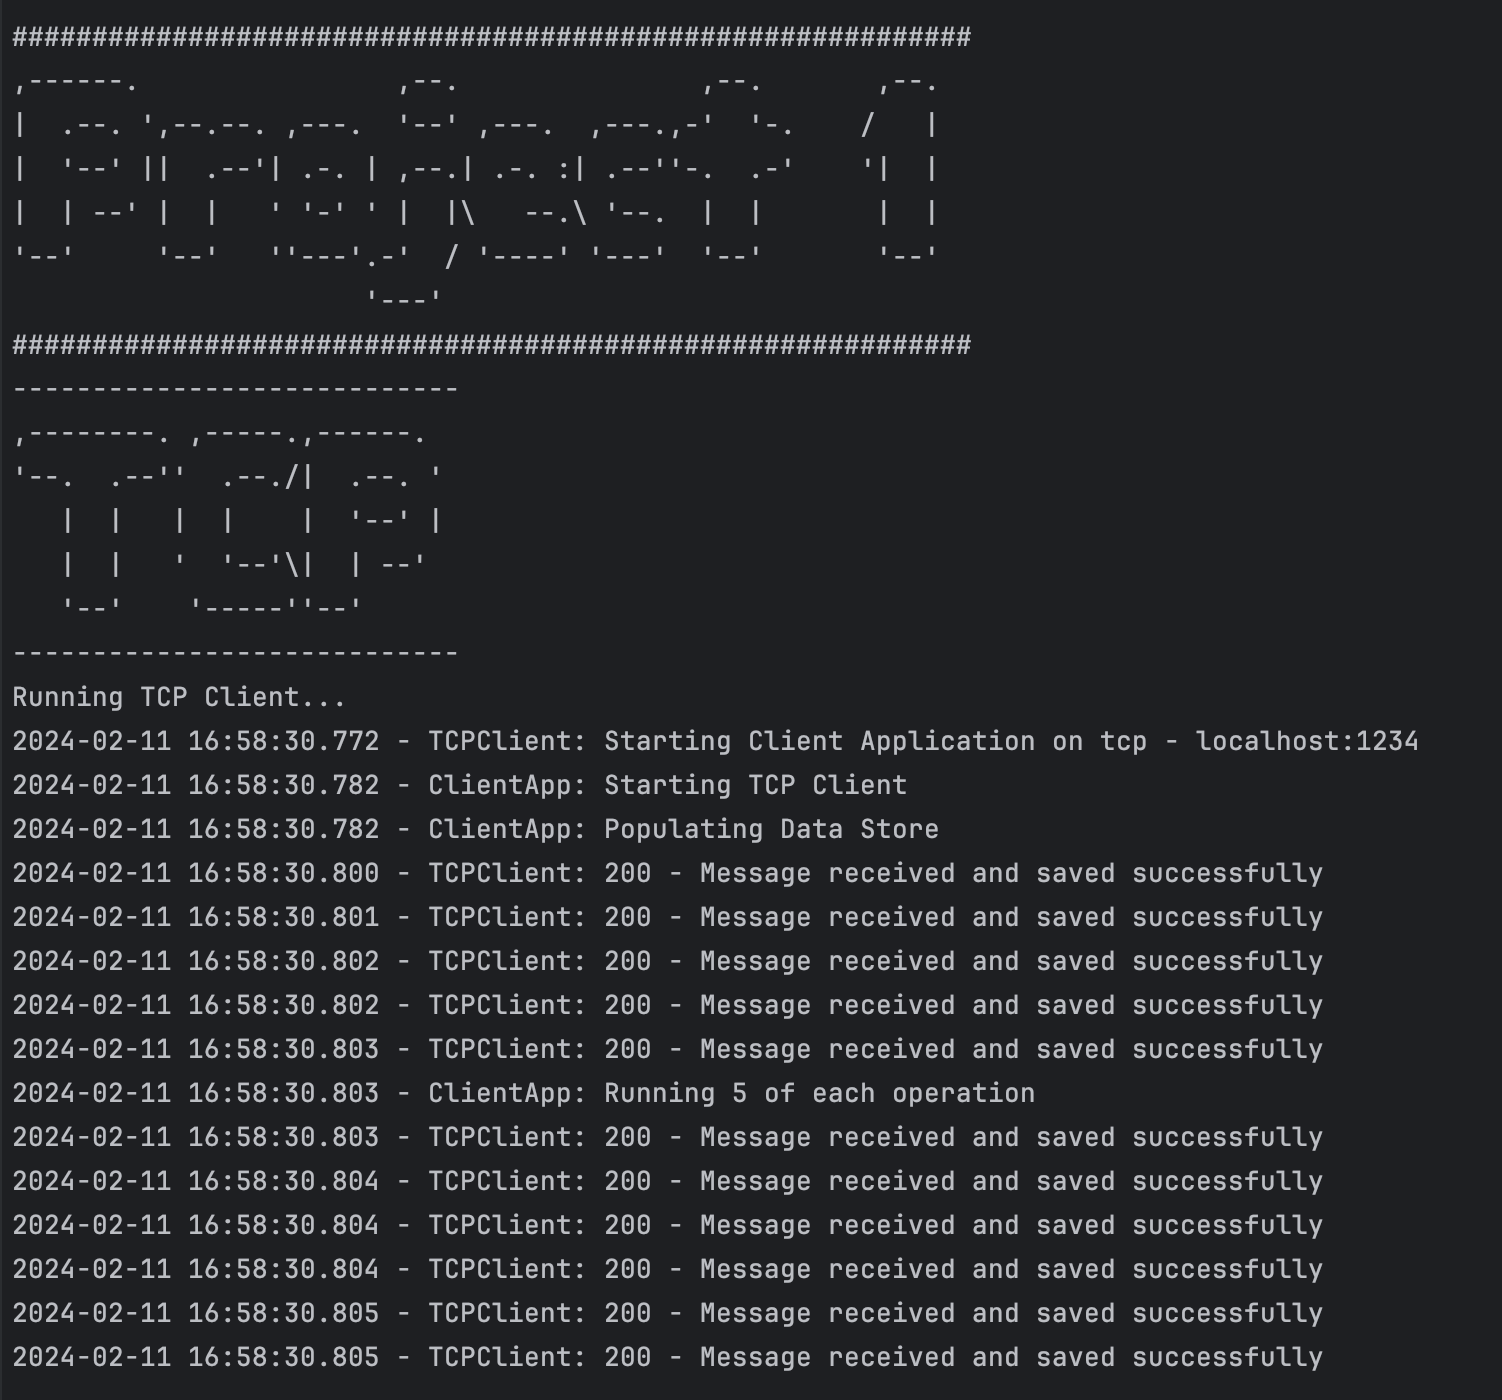 ############################################################
,------.                ,--.               ,--.       ,--.
|  .--. ',--.--. ,---.  '--' ,---.  ,---.,-'  '-.    /   |
|  '--' ||  .--'| .-. | ,--.| .-. :| .--''-.  .-'    '|  |
|  | --' |  |   ' '-' ' |  |\   --.\ '--.  |  |       |  |
'--'     '--'   ''---'.-'  / '----' '---'  '--'       '--'
                      '---'
############################################################
----------------------------
,--------. ,-----.,------.
'--.  .--''  .--./|  .--. '
   |  |   |  |    |  '--' |
   |  |   '  '--'\|  | --'
   '--'    '-----''--'
----------------------------
Running TCP Client...
2024-02-11 16:58:30.772 - TCPClient: Starting Client Application on tcp - localhost:1234
2024-02-11 16:58:30.782 - ClientApp: Starting TCP Client
2024-02-11 16:58:30.782 - ClientApp: Populating Data Store
2024-02-11 16:58:30.800 - TCPClient: 200 - Message received and saved successfully
2024-02-11 16:58:30.801 - TCPClient: 200 - Message received and saved successfully
2024-02-11 16:58:30.802 - TCPClient: 200 - Message received and saved successfully
2024-02-11 16:58:30.802 - TCPClient: 200 - Message received and saved successfully
2024-02-11 16:58:30.803 - TCPClient: 200 - Message received and saved successfully
2024-02-11 16:58:30.803 - ClientApp: Running 5 of each operation
2024-02-11 16:58:30.803 - TCPClient: 200 - Message received and saved successfully
2024-02-11 16:58:30.804 - TCPClient: 200 - Message received and saved successfully
2024-02-11 16:58:30.804 - TCPClient: 200 - Message received and saved successfully
2024-02-11 16:58:30.804 - TCPClient: 200 - Message received and saved successfully
2024-02-11 16:58:30.805 - TCPClient: 200 - Message received and saved successfully
2024-02-11 16:58:30.805 - TCPClient: 200 - Message received and saved successfully